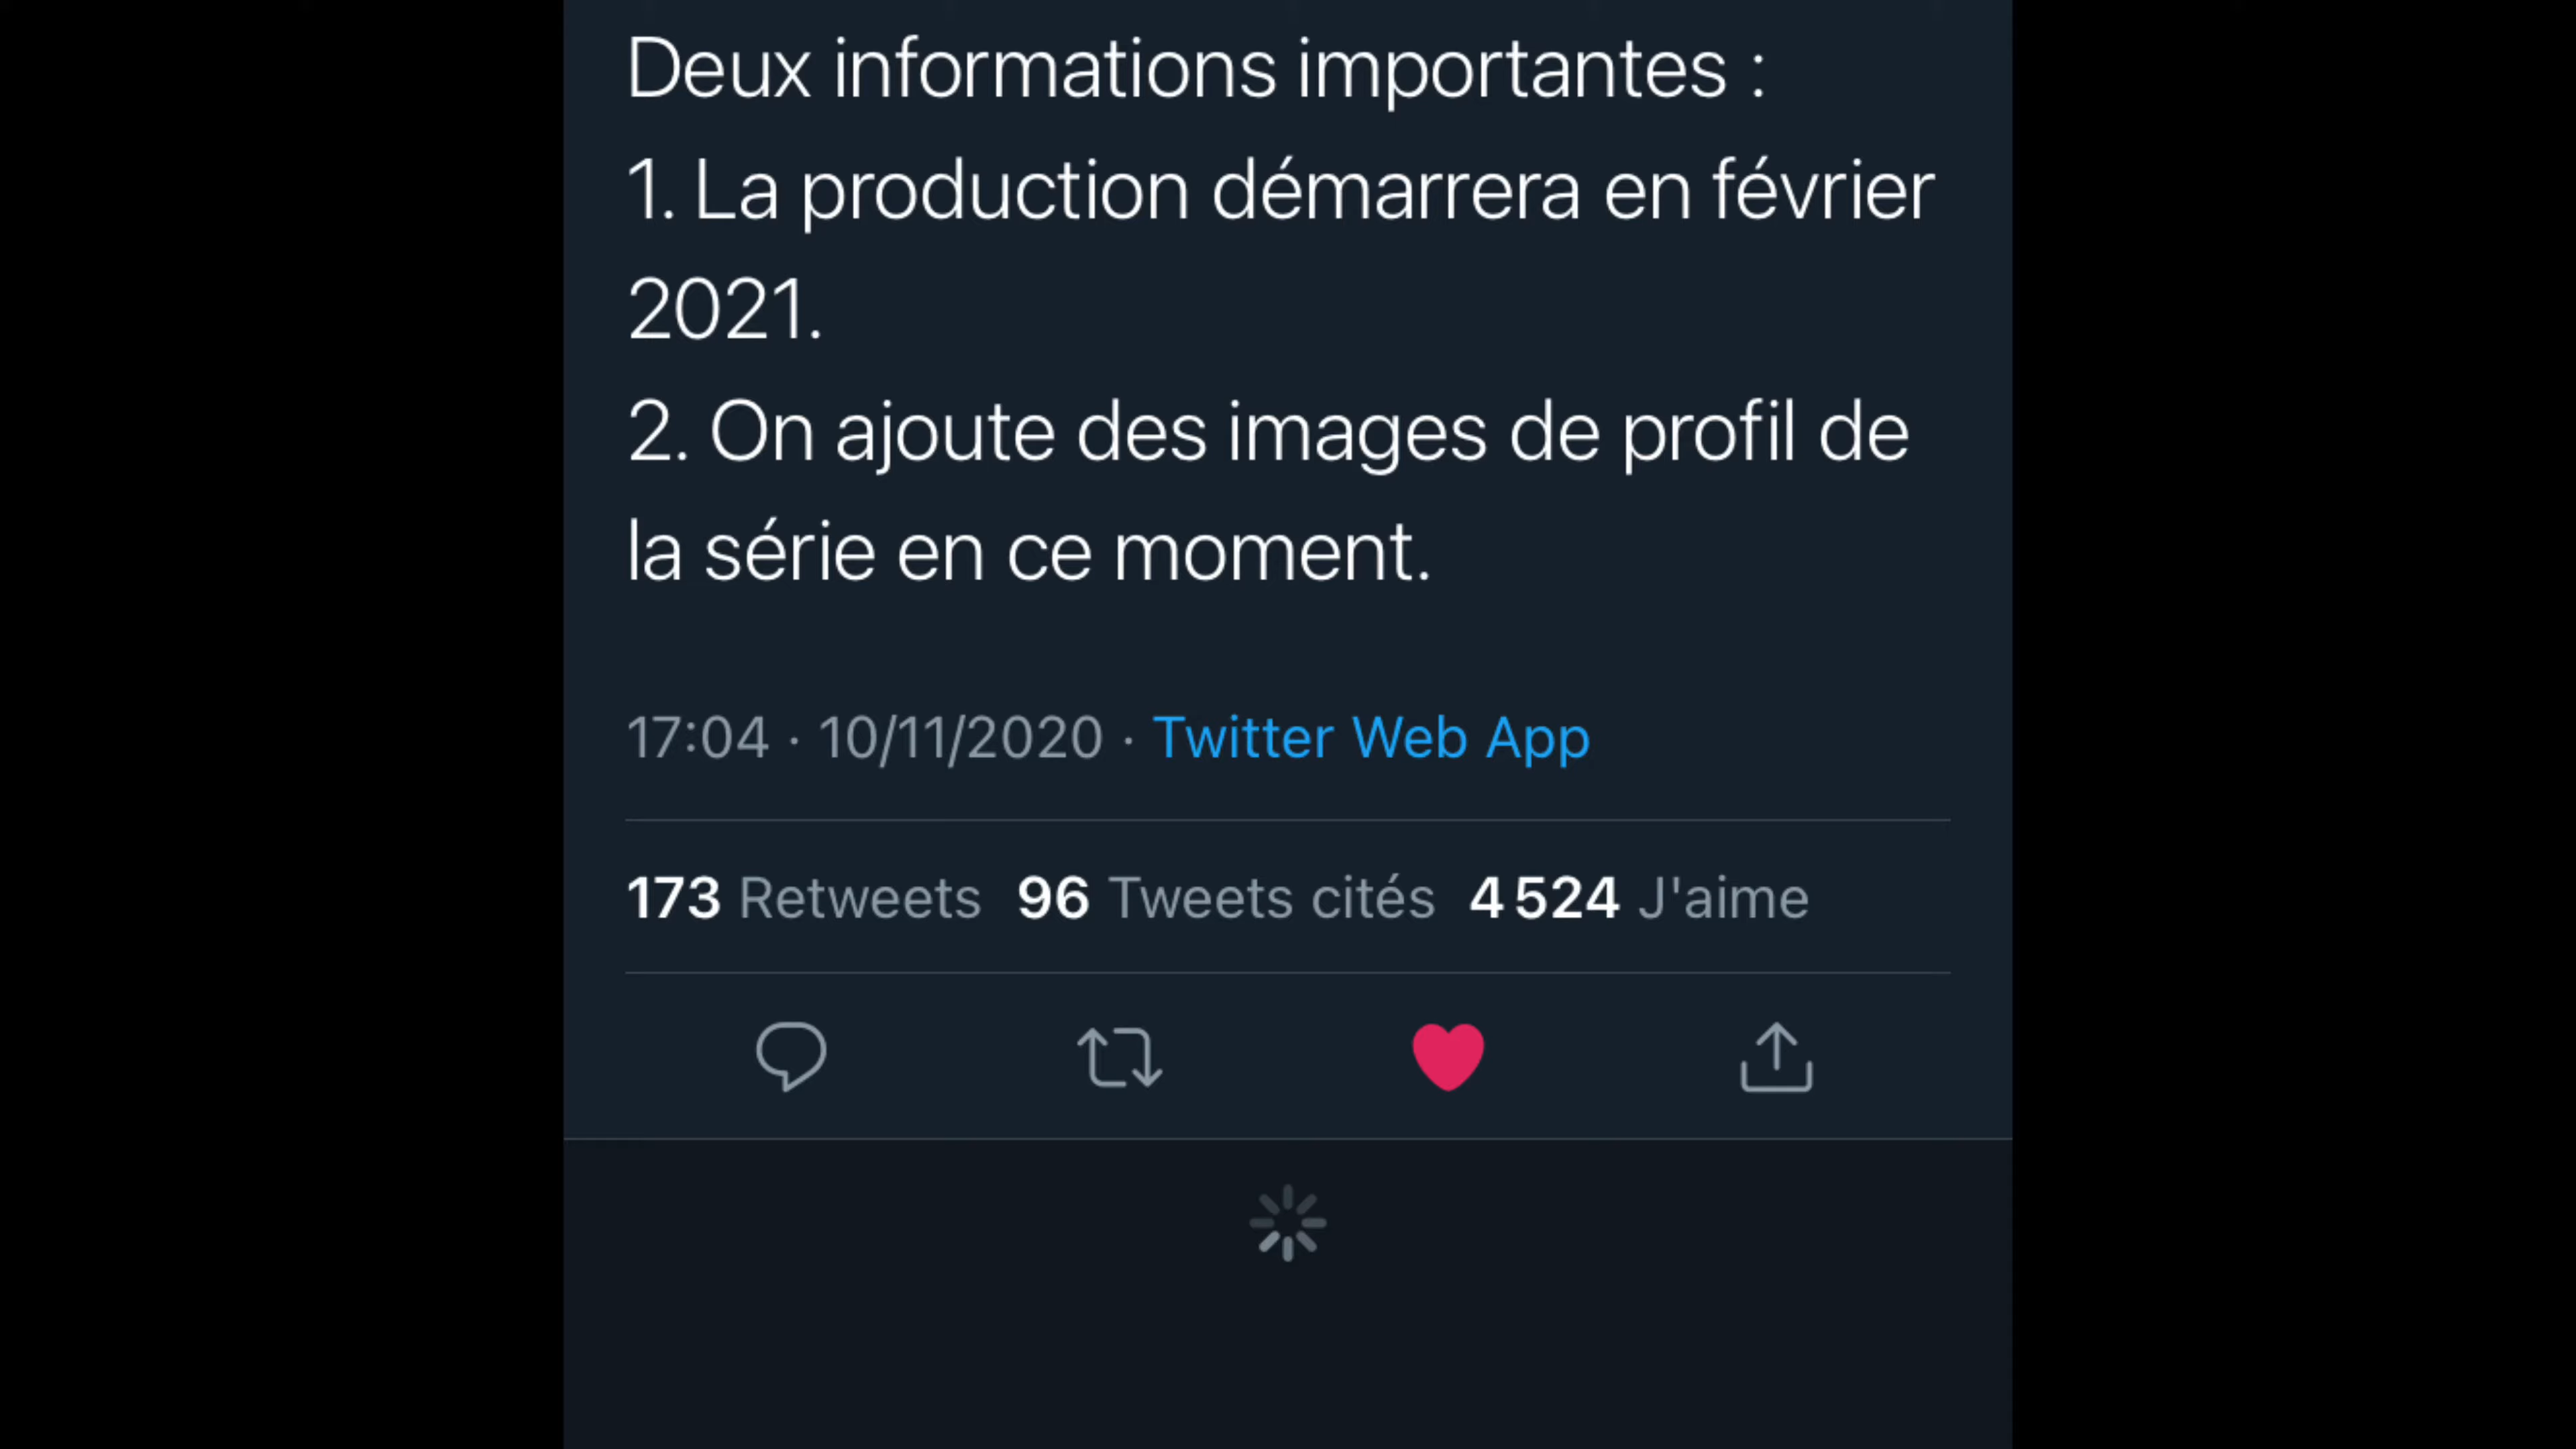 Deux informations importantes :
1. La production démarrera en février
2021.
2. On ajoute des images de profil de
la série en ce moment.
17:04 · 10/11/2020 · Twitter Web App
173 Retweets 96 Tweets cités 4 524 J'aime